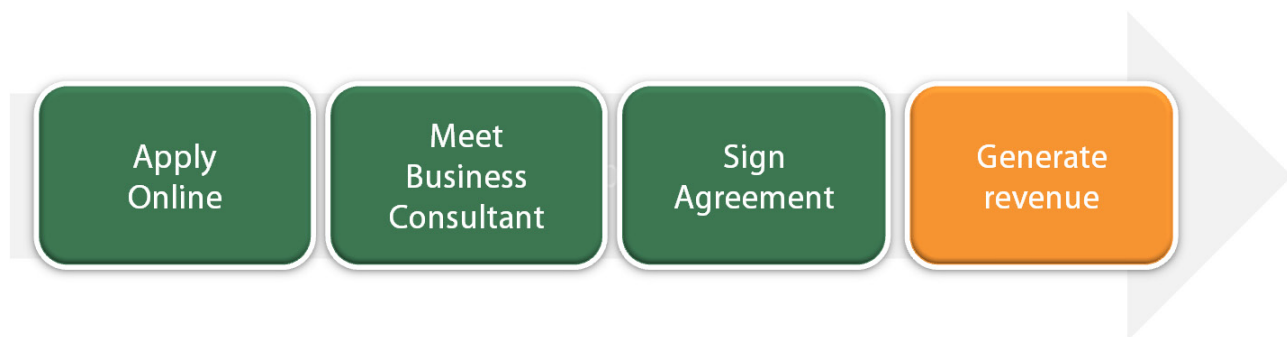 Apply
Online
Meet
Business
Consultant
Sign
Agreement
Generate
revenue